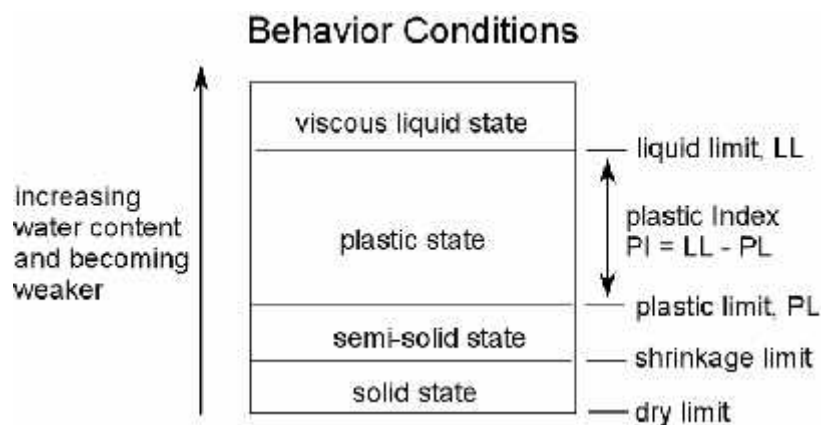 Behavior Conditions
viscous liquid state
liquid limit, LL
increasing
water content
and becoming
weaker
plastic state
plastic Index
PI = LL - PL
plastic limit, PL
semi-solid state
shrinkage limit
solid state
dry limit